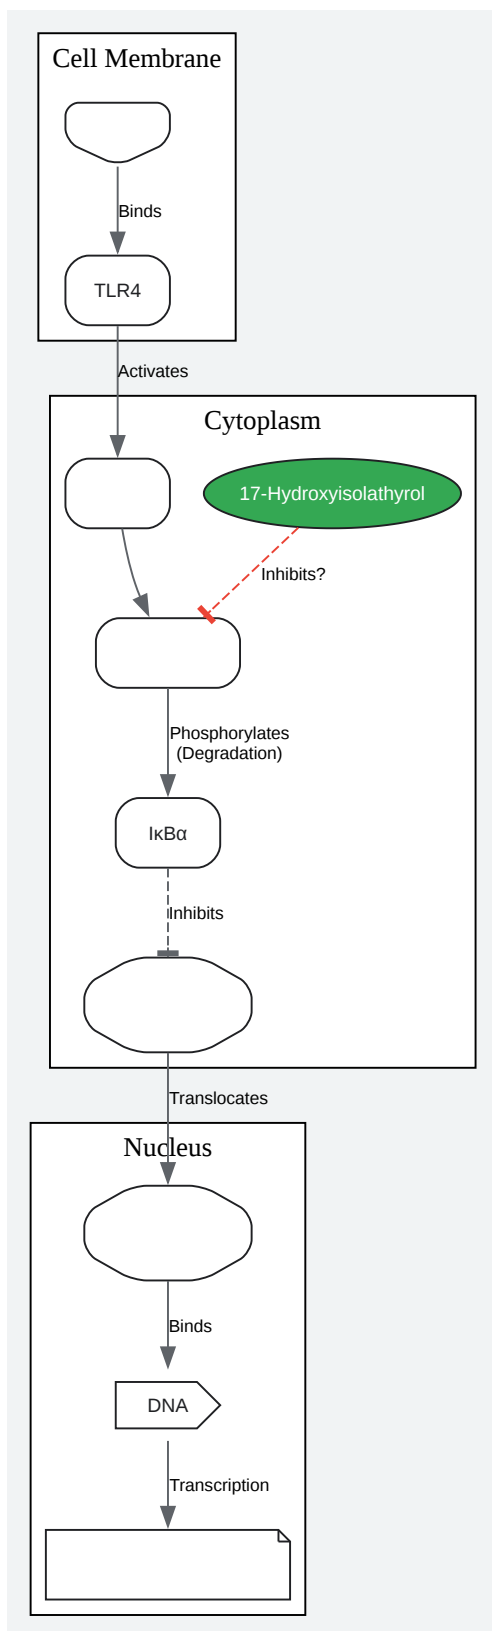 Cell Membrane
Binds
TLR4
Activates
Cytoplasm
17-Hydroxyisolathyrol
Inhibits?
Phosphorylates
(Degradation)
IκBα
Inhibits
Translocates
Nucleus
Binds
DNA
Transcription